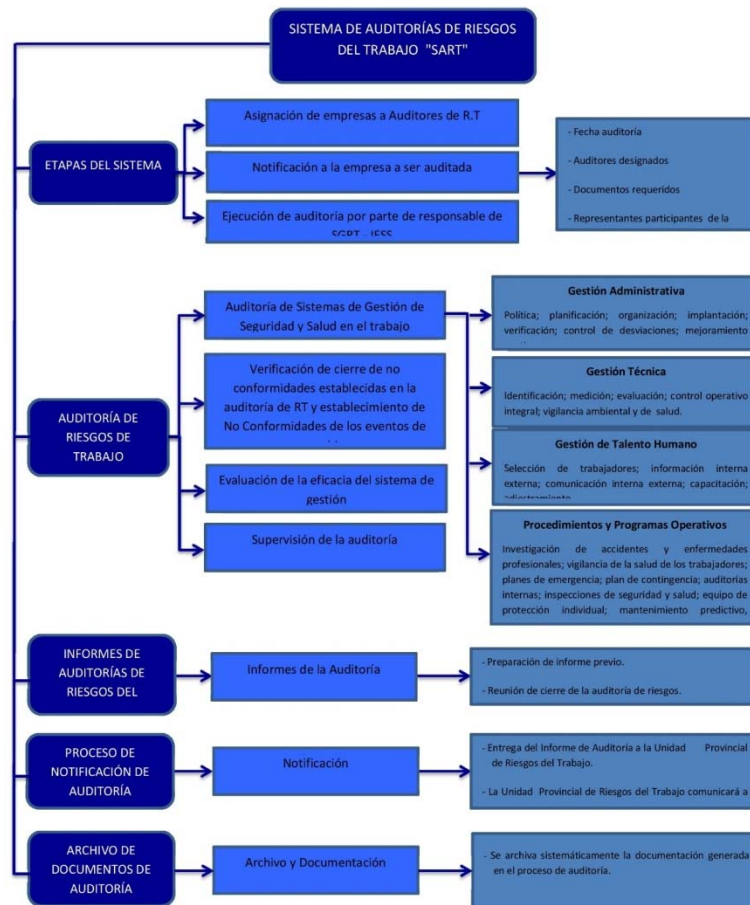 SISTEMA DE AUDITORÍAS DE RIESGOS
DEL TRABAJO "SART"
ETAPAS DEL SISTEMA
Asignación de empresas a Auditores de R.T
Notificación a la empresa a ser auditada
Ejecución de auditoría por parte de responsable de
SGRT - IESS
- Fecha auditoría
- Auditores designados
- Documentos requeridos
- Representantes participantes de la
AUDITORÍA DE
RIESGOS DE
TRABAJO
Auditoría de Sistemas de Gestión de
Seguridad y Salud en el trabajo
Verificación de cierre de no
conformidades establecidas en la
auditoría de RT y establecimiento de
No Conformidades de los eventos de
Evaluación de la eficacia del sistema de
gestión
Supervisión de la auditoría
Gestión Administrativa
Política; planificación; organización; implantación;
verificación; control de desviaciones; mejoramiento
Gestión Técnica
Identificación; medición; evaluación; control operativo
integral; vigilancia ambiental y de salud.
Gestión de Talento Humano
Selección de trabajadores; información interna
externa; comunicación interna externa; capacitación;
adiestramiento
Procedimientos y Programas Operativos
Investigación de accidentes y enfermedades
profesionales; vigilancia de la salud de los trabajadores;
planes de emergencia; plan de contingencia; auditorías
internas; inspecciones de seguridad y salud; equipo de
protección individual; mantenimiento predictivo,
INFORMES DE
AUDITORÍAS DE
RIESGOS DEL
Informes de la Auditoría
- Preparación de informe previo.
- Reunión de cierre de la auditoría de riesgos.
PROCESO DE
NOTIFICACIÓN DE
AUDITORÍA
Notificación
- Entrega del Informe de Auditoría a la Unidad Provincial
de Riesgos del Trabajo.
- La Unidad Provincial de Riesgos del Trabajo comunicará a
ARCHIVO DE
DOCUMENTOS DE
AUDITORÍA
Archivo y Documentación
- Se archiva sistemáticamente la documentación generada
en el proceso de auditoría.